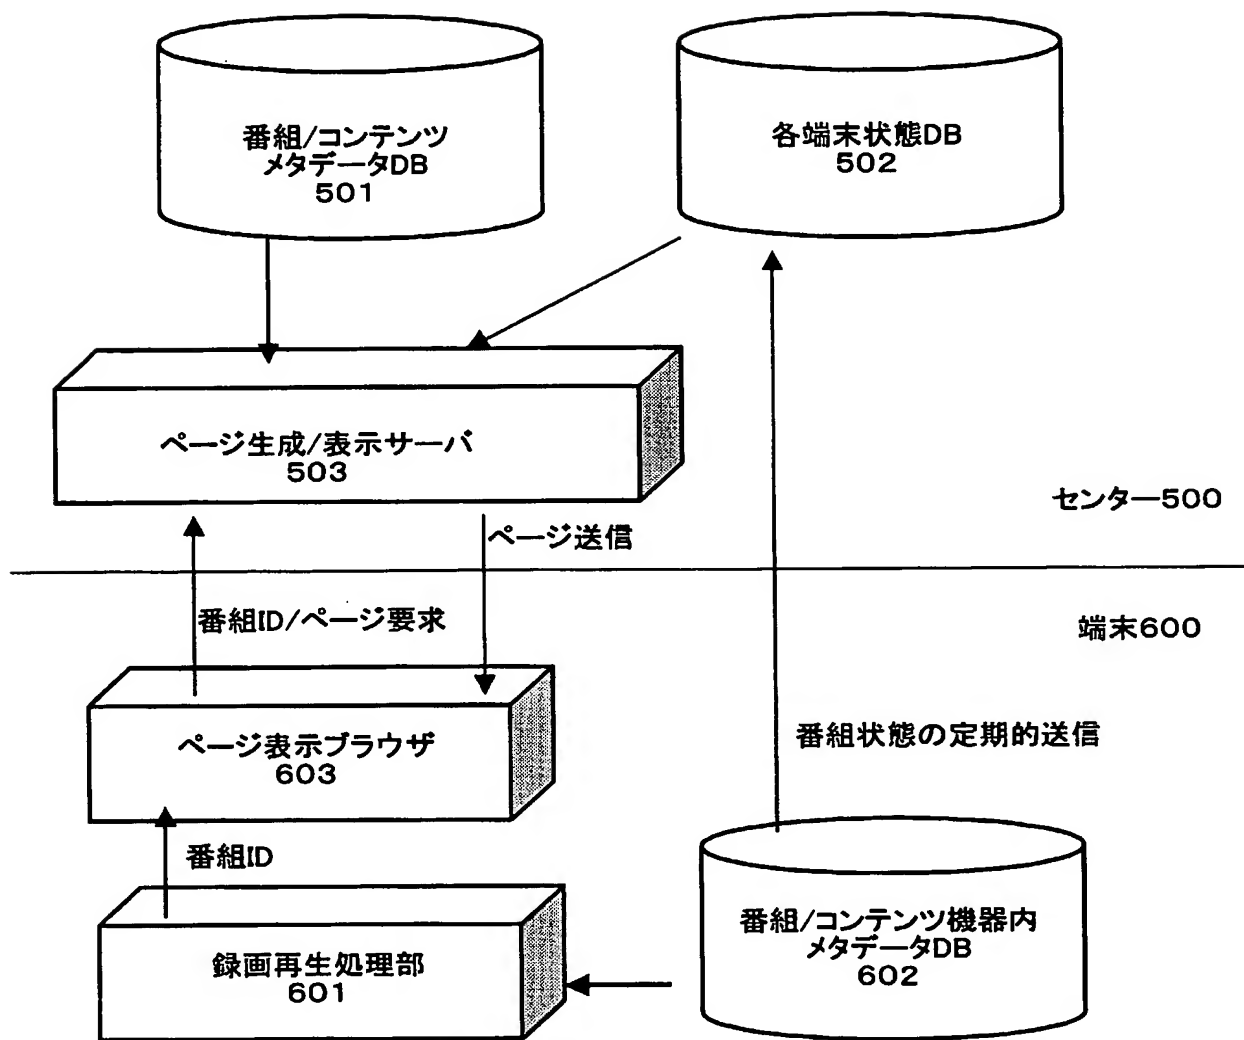 番組/コンテンツ
メタデータDB
501
各端末状態DB
502
ページ生成/表示サーバ
503
センター500
ページ送信
番組ID/ページ要求
端末600
ページ表示ブラウザ
603
番組状態の定期的送信
番組ID
録画再生処理部
601
番組/コンテンツ機器内
メタデータDB
602